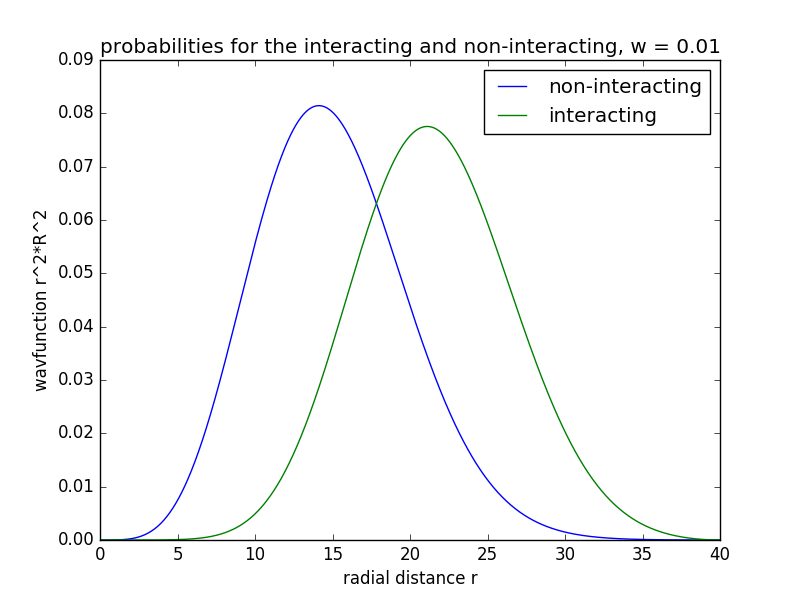 probabilities for the interacting and non-interacting, w = 0.01
0.09
0.08
0.07
0.06
0.05
0.04
0.03
0.02
0.01
0.00
wavfunction r^2*R^2
non-interacting
interacting
0 5 10 15 20 25 30 35 40
radial distance r